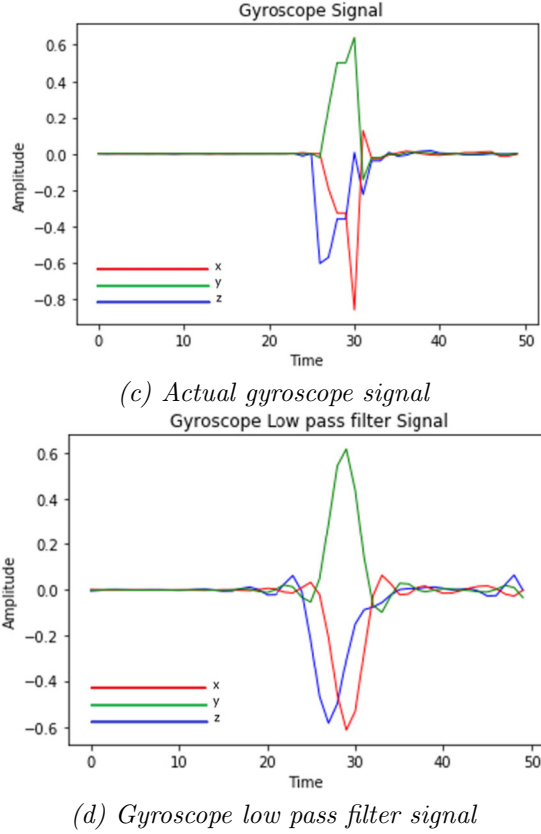 Gyroscope Signal
0.6
0.4
0.2
0.0
−0.2
−0.4
−0.6
−0.8
Amplitude
x
y
z
0 10 20 30 40 50
Time
(c) Actual gyroscope signal
Gyroscope Low pass filter Signal
0.6
0.4
0.2
0.0
−0.2
−0.4
−0.6
Amplitude
x
y
z
0 10 20 30 40 50
Time
(d) Gyroscope low pass filter signal